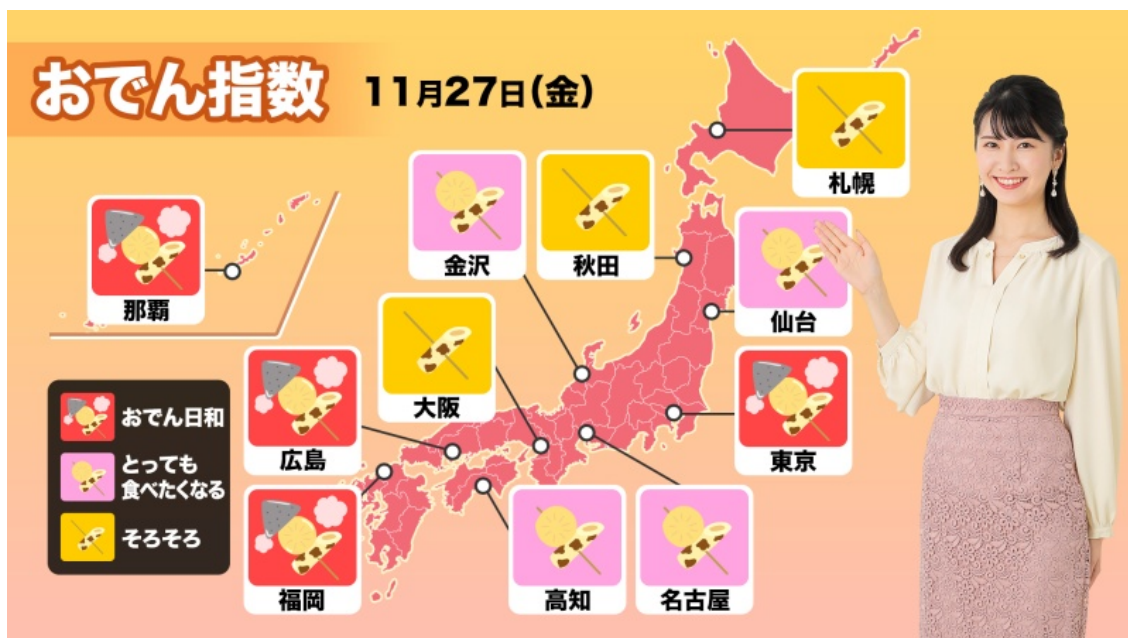 おでん指数
11月27日(金)
札幌
金沢
秋田
仙台
那覇
大阪
広島
東京
福岡
高知
名古屋
おでん日和
とっても
食べたくなる
そろそろ